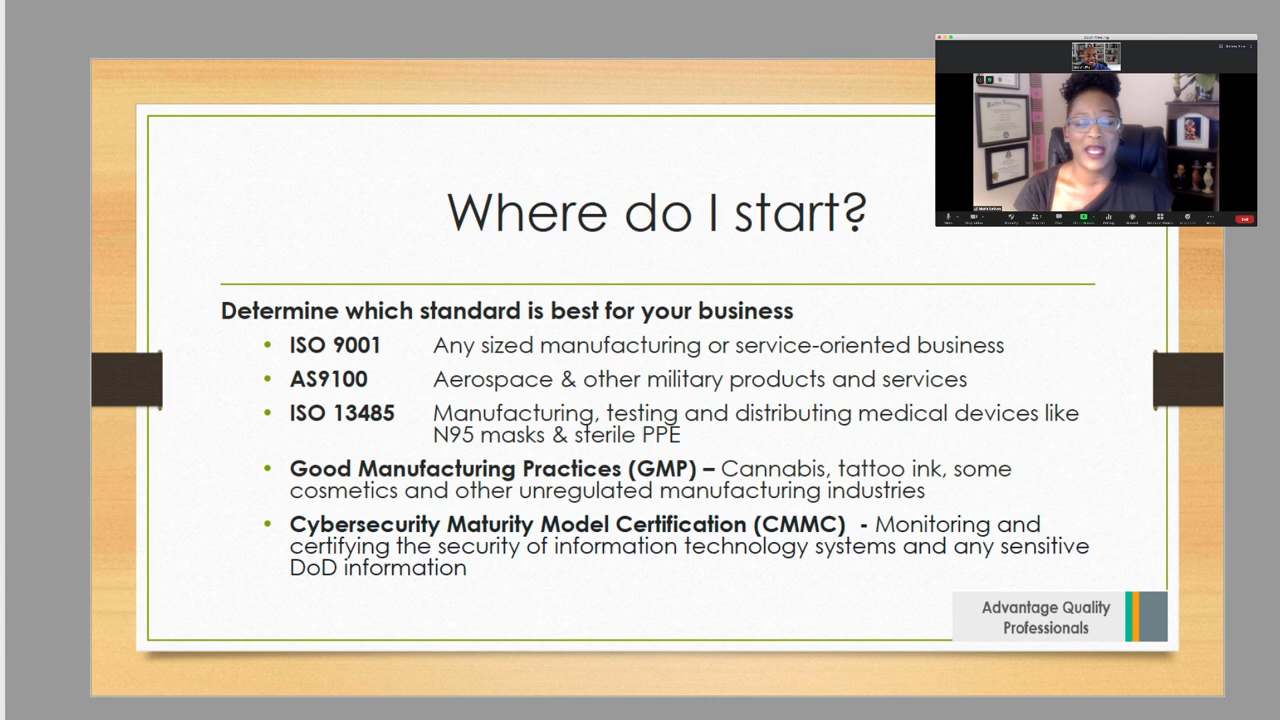 Where do I start?
Determine which standard is best for your business
• ISO 9001 Any sized manufacturing or service-oriented business
• AS9100 Aerospace & other military products and services
• ISO 13485 Manufacturing, testing and distributing medical devices like
N95 masks & sterile PPE
• Good Manufacturing Practices (GMP) – Cannabis, tattoo ink, some
cosmetics and other unregulated manufacturing industries
• Cybersecurity Maturity Model Certification (CMMC) - Monitoring and
certifying the security of information technology systems and any sensitive
DoD information
Advantage Quality
Professionals